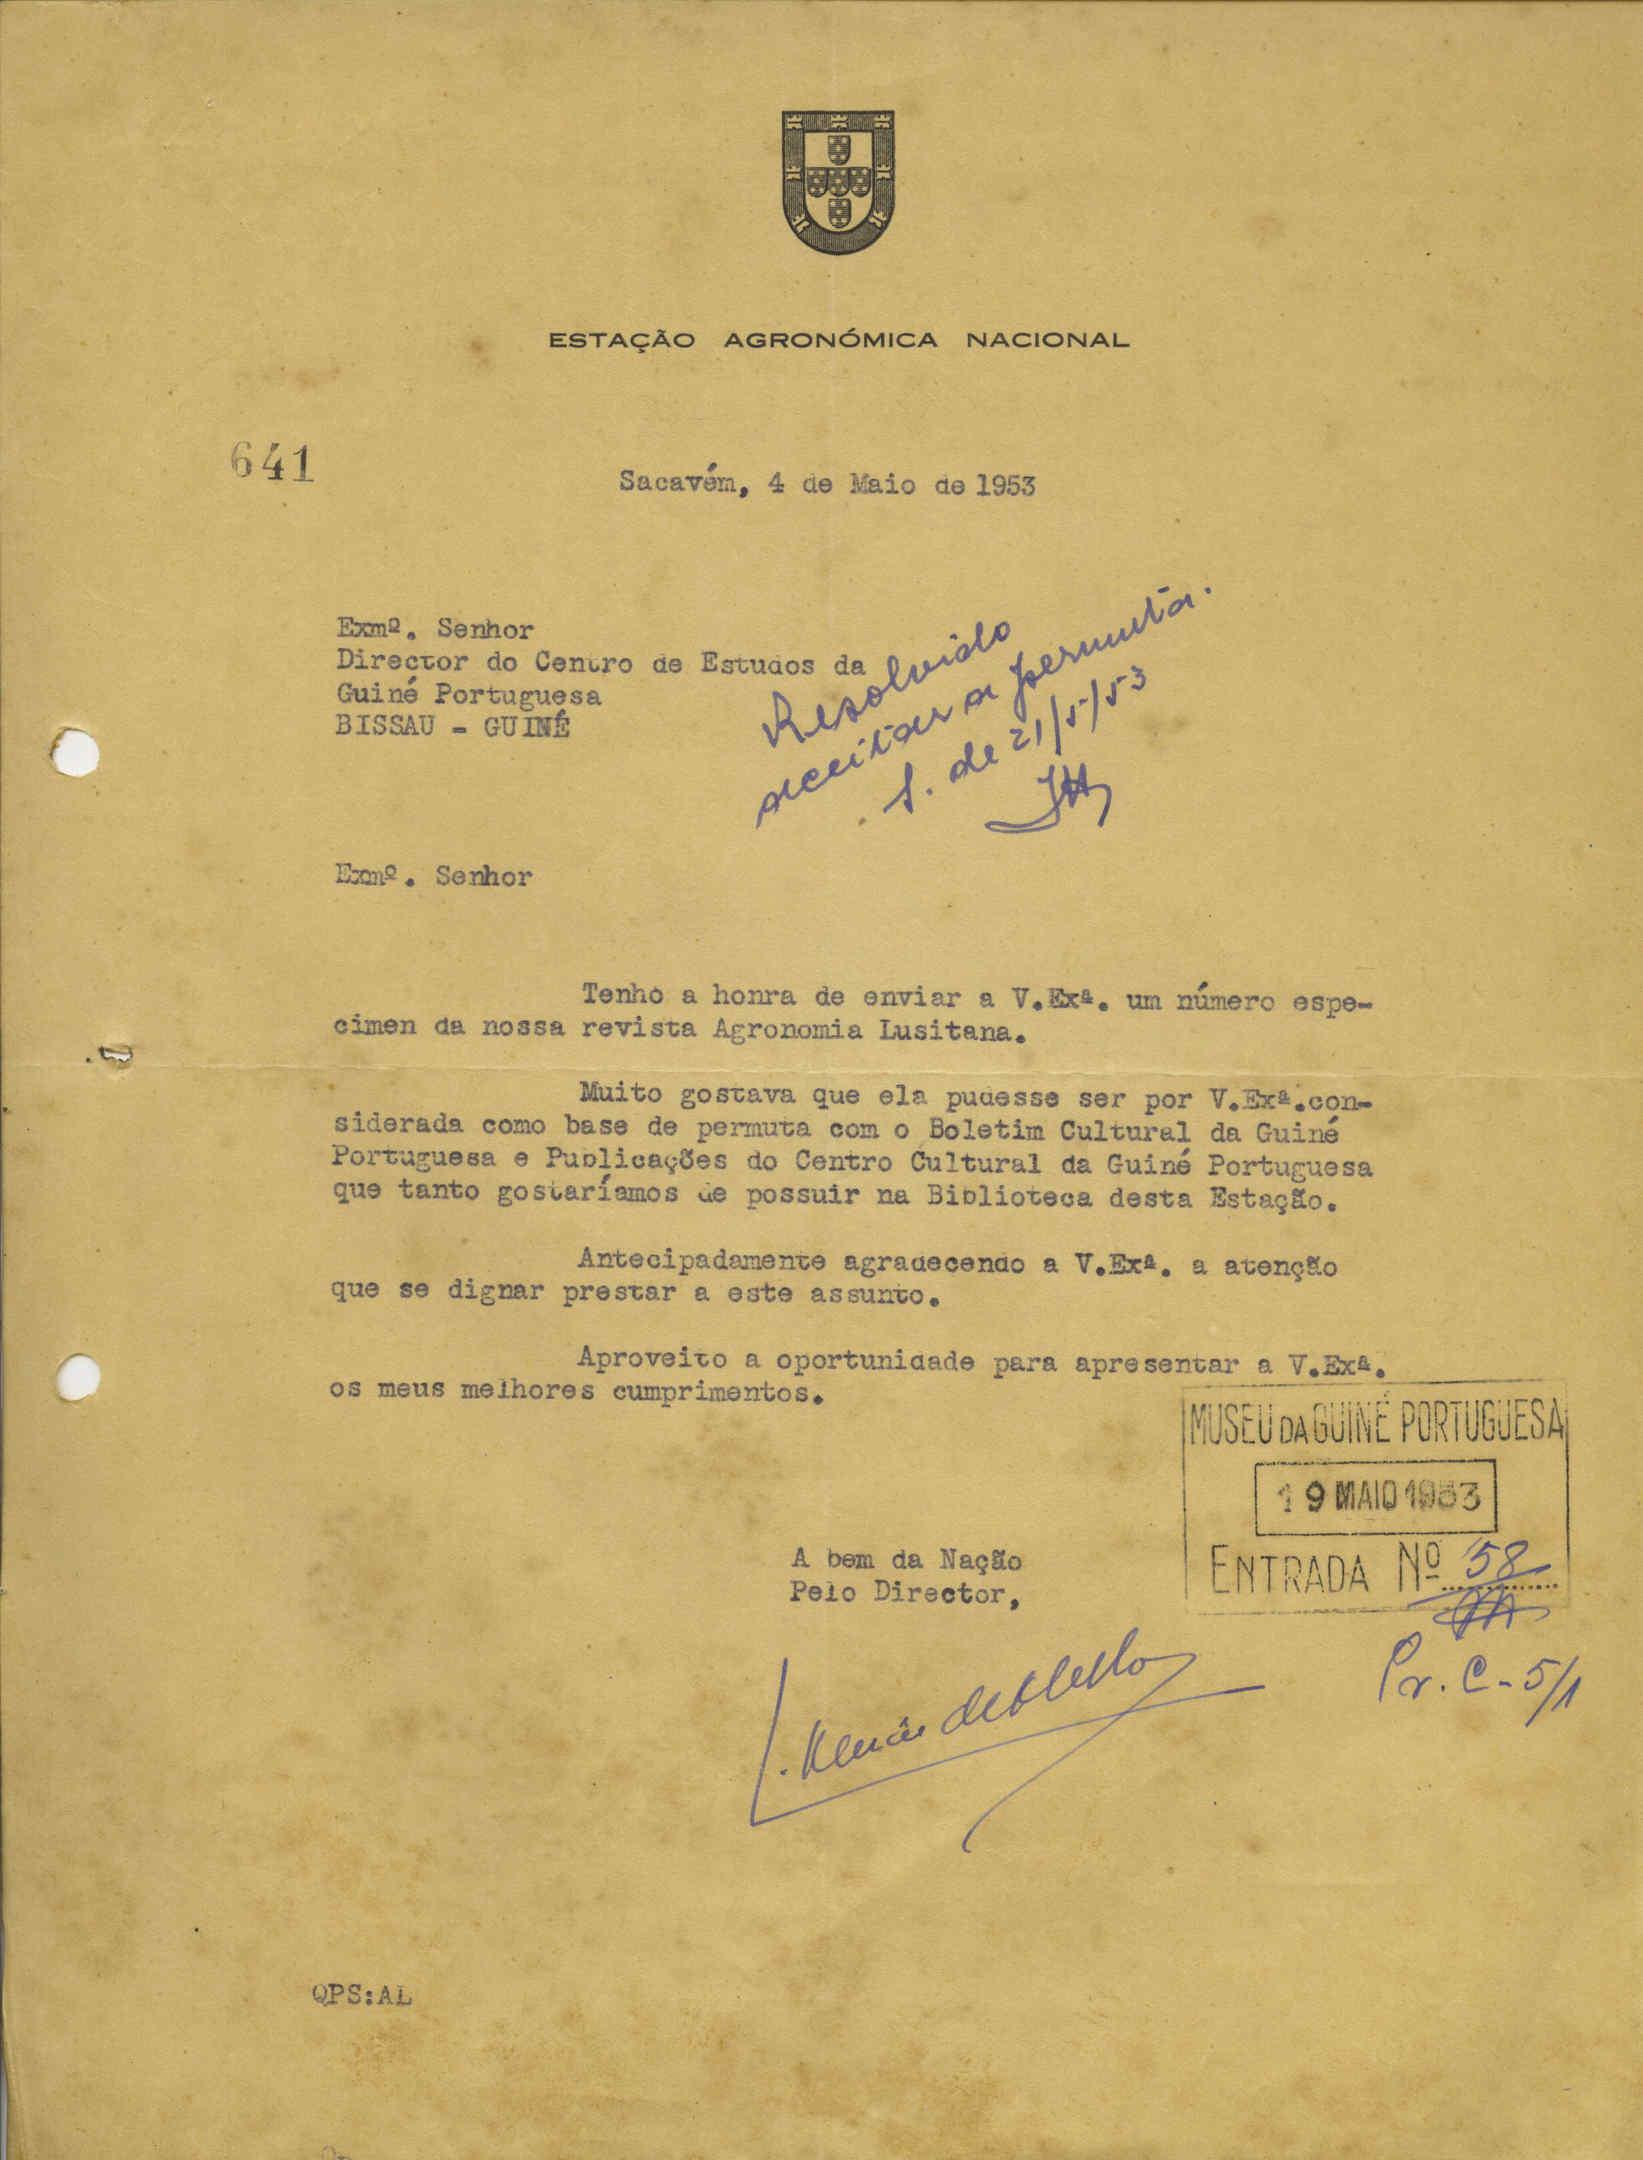 ESTAÇÃO AGRONÓMICA NACIONAL
641
Sacavém, 4 de Maio de 1953
Exmº. Senhor
Director do Centro de Estudos da
Guiné Portuguesa
BISSAU - GUINÉ
Resolvido
aceitar a permuta.
S. de 21/5/53
Exmº. Senhor
Tenho a honra de enviar a V.Exª. um número espe-
cimen da nossa revista Agronomia Lusitana.
Muito gostava que ela pudesse ser por V.Exª.con-
siderada como base de permuta com o Boletim Cultural da Guiné
Portuguesa e Publicações do Centro Cultural da Guiné Portuguesa
que tanto gostaríamos de possuir na Biblioteca desta Estação.
Antecipadamente agradecendo a V.Exª. a atenção
que se dignar prestar a este assunto.
Aproveito a oportunidade para apresentar a V.Exª.
os meus melhores cumprimentos.
MUSEU DA GUINÉ PORTUGUESA
19 MAIO 1953
ENTRADA Nº 58
A bem da Nação
Pelo Director,
Pr. C-5/1
QPS:AL